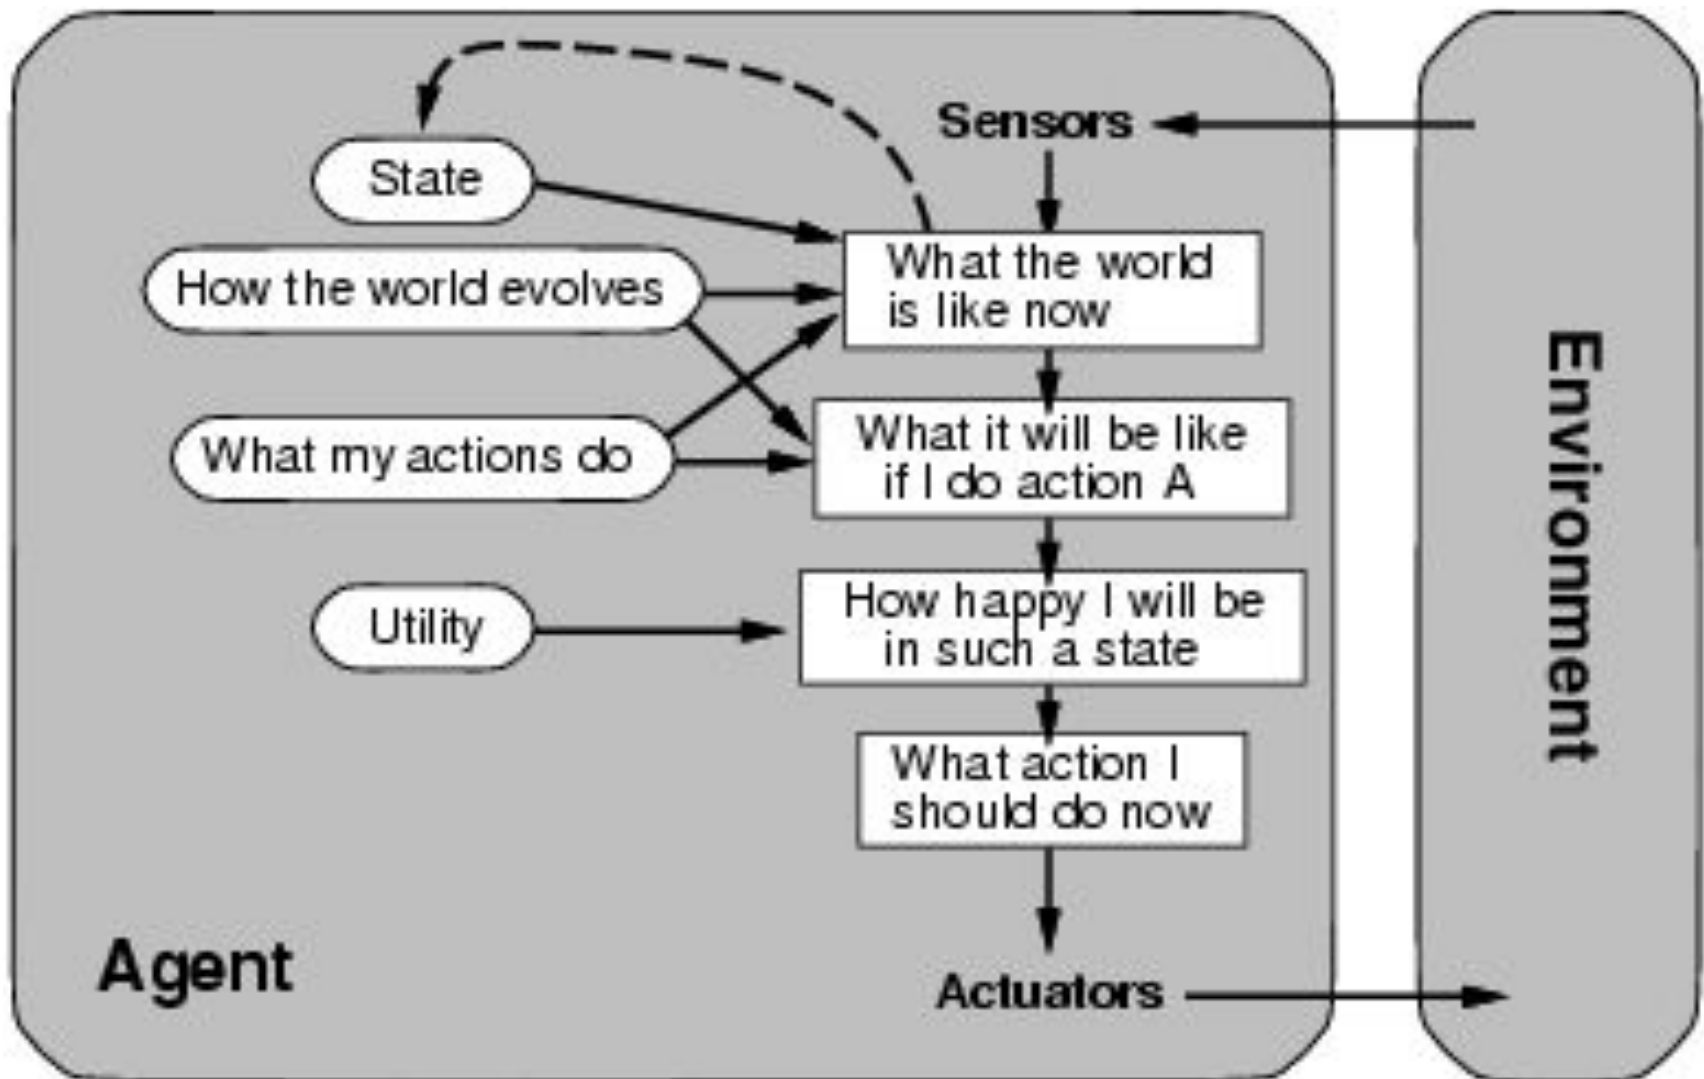 Sensors
State
What the world
is like now
How the world evolves
What it will be like
if I do action A
What my actions do
How happy I will be
in such a state
Utility
What action I
should do now
Agent
Actuators
Environment